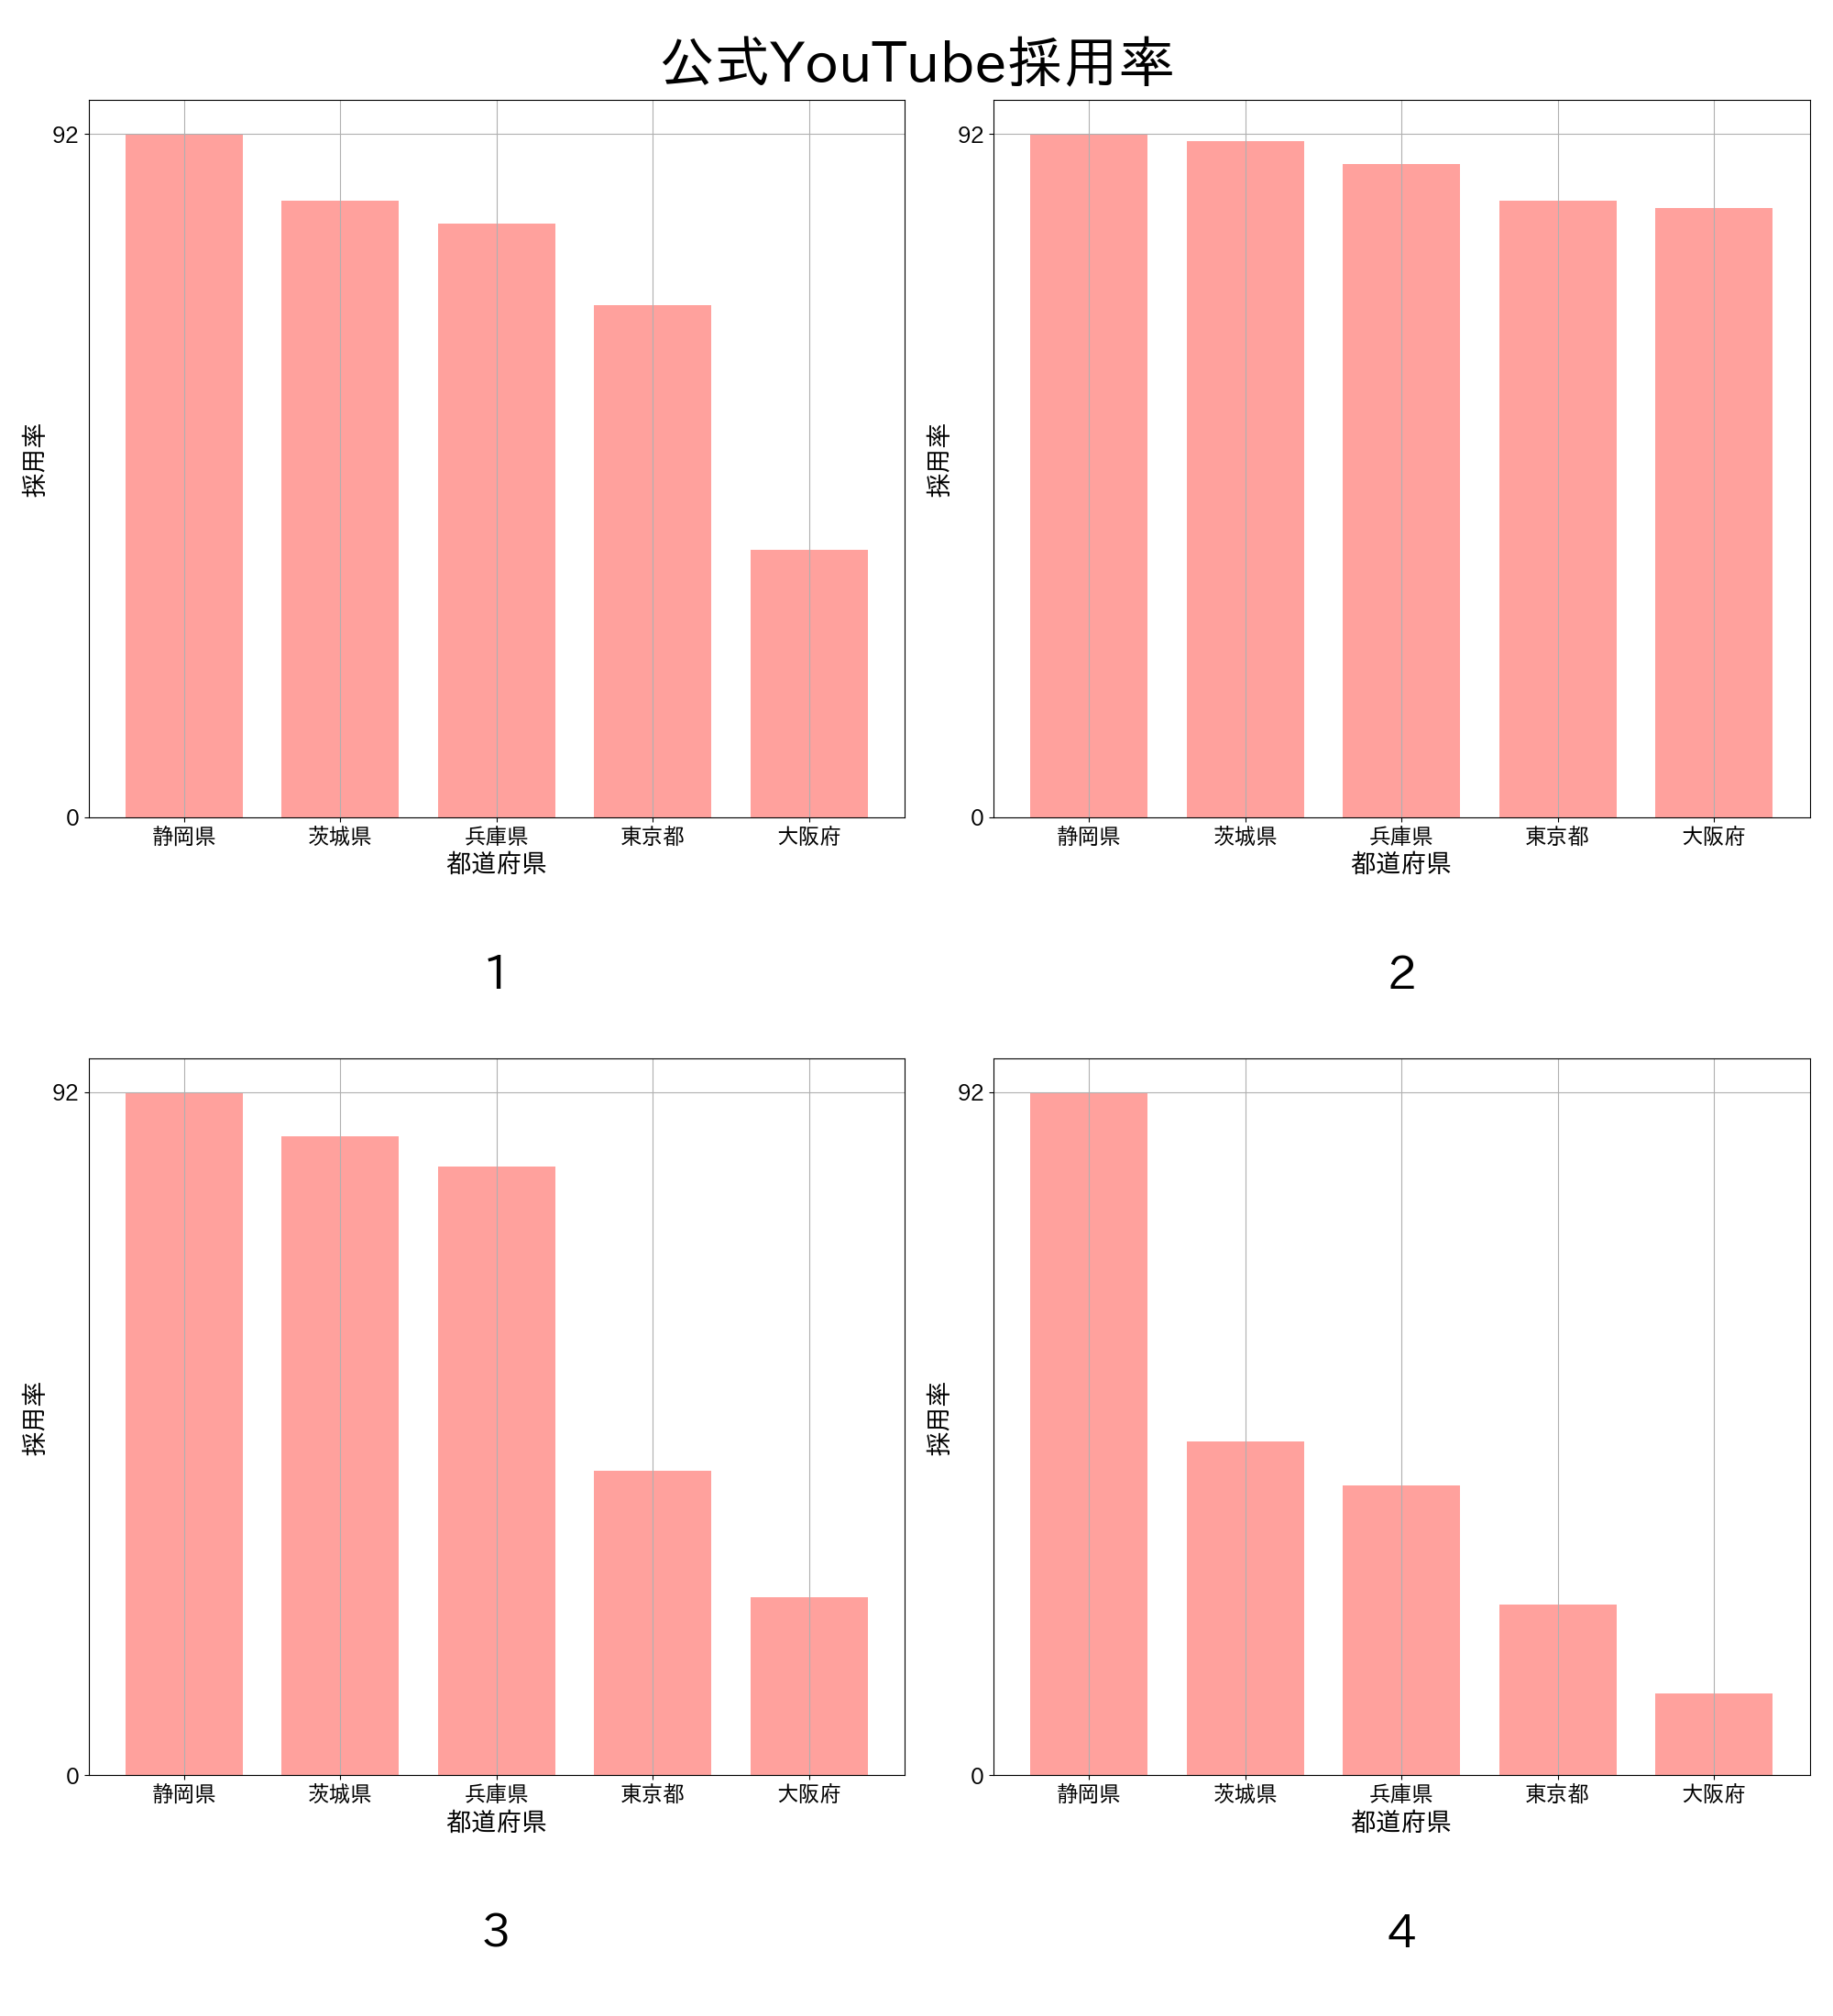 公式YouTube採用率
92
0
採用率
静岡県 茨城県 兵庫県 東京都 大阪府
都道府県
1
92
0
採用率
静岡県 茨城県 兵庫県 東京都 大阪府
都道府県
2
92
0
採用率
静岡県 茨城県 兵庫県 東京都 大阪府
都道府県
3
92
0
採用率
静岡県 茨城県 兵庫県 東京都 大阪府
都道府県
4